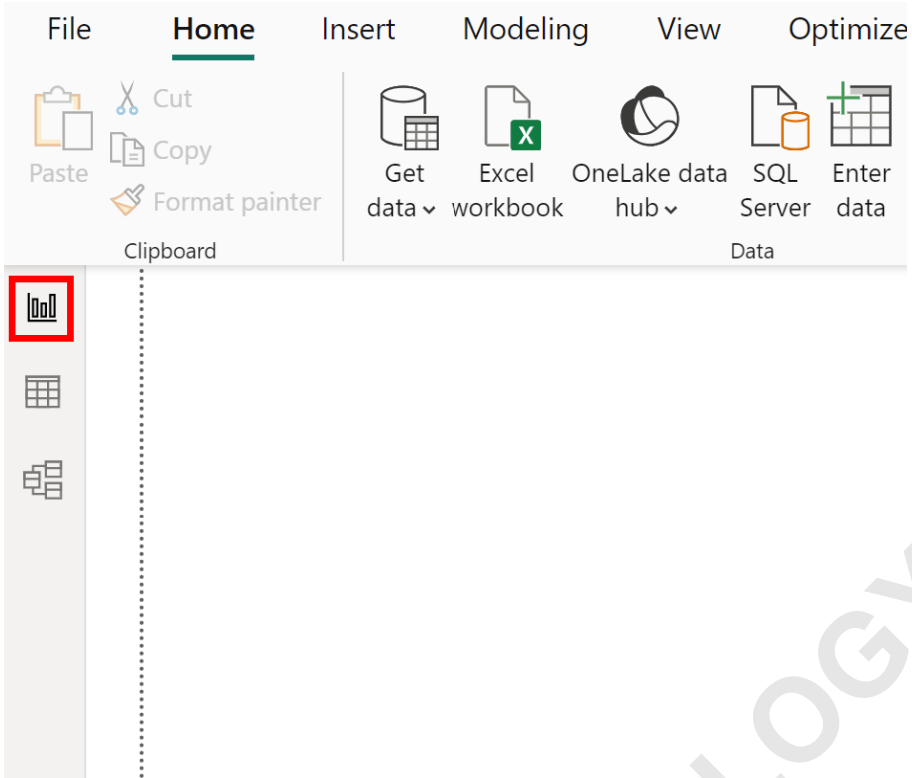 File Home Insert Modeling View Optimize
Cut
Copy
Format painter
Paste
Clipboard
Get data
Excel workbook
OneLake data hub
SQL Server
Enter data
Data
X
LOGY